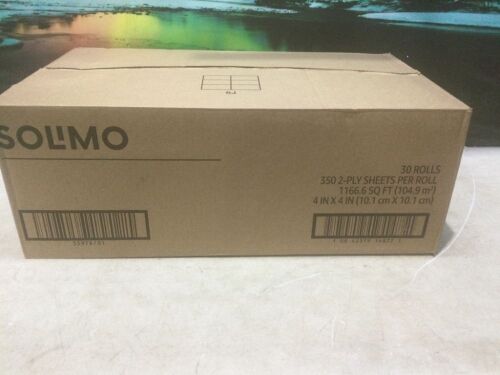 SOLIMO
30 ROLLS
350 2-PLY SHEETS PER ROLL
1166.6 SQ FT (104.9 m²)
4 IN X 4 IN (10.1 cm X 10.1 cm)